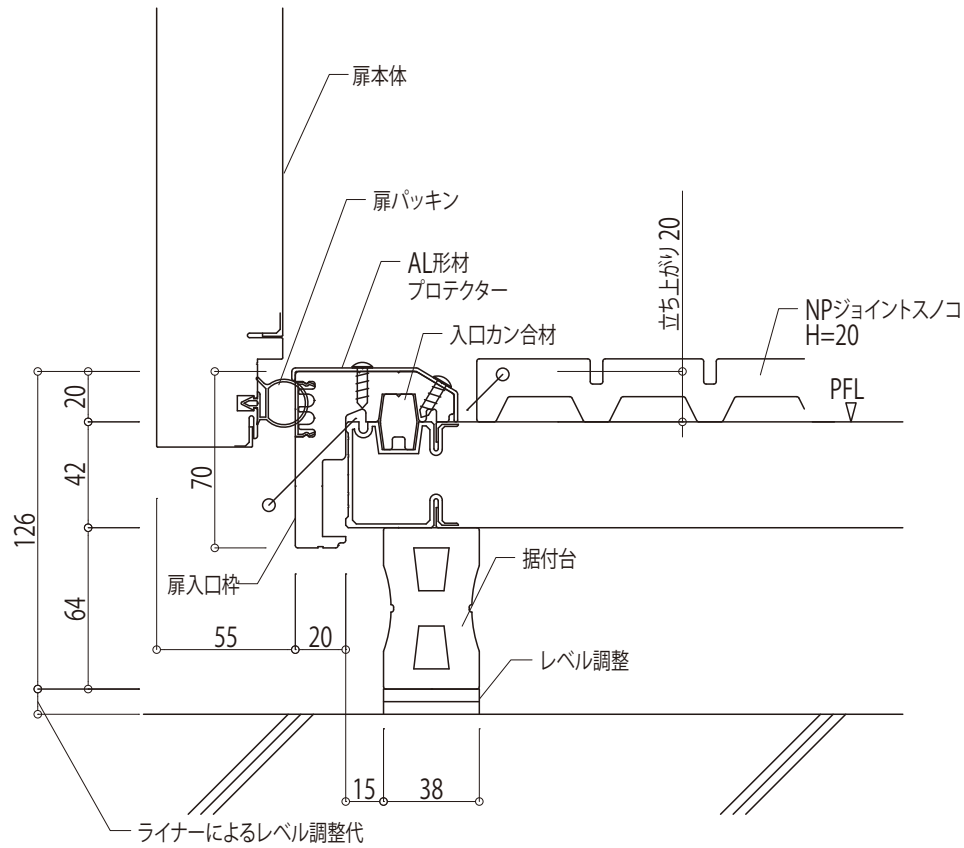 扉本体
扉パッキン
AL形材
プロテクター
入口カン合材
立ち上がり 20
NPジョイントスノコ
H=20
PFL
20
42
70
126
64
扉入口枠
据付台
55
20
レベル調整
15
38
ライナーによるレベル調整代